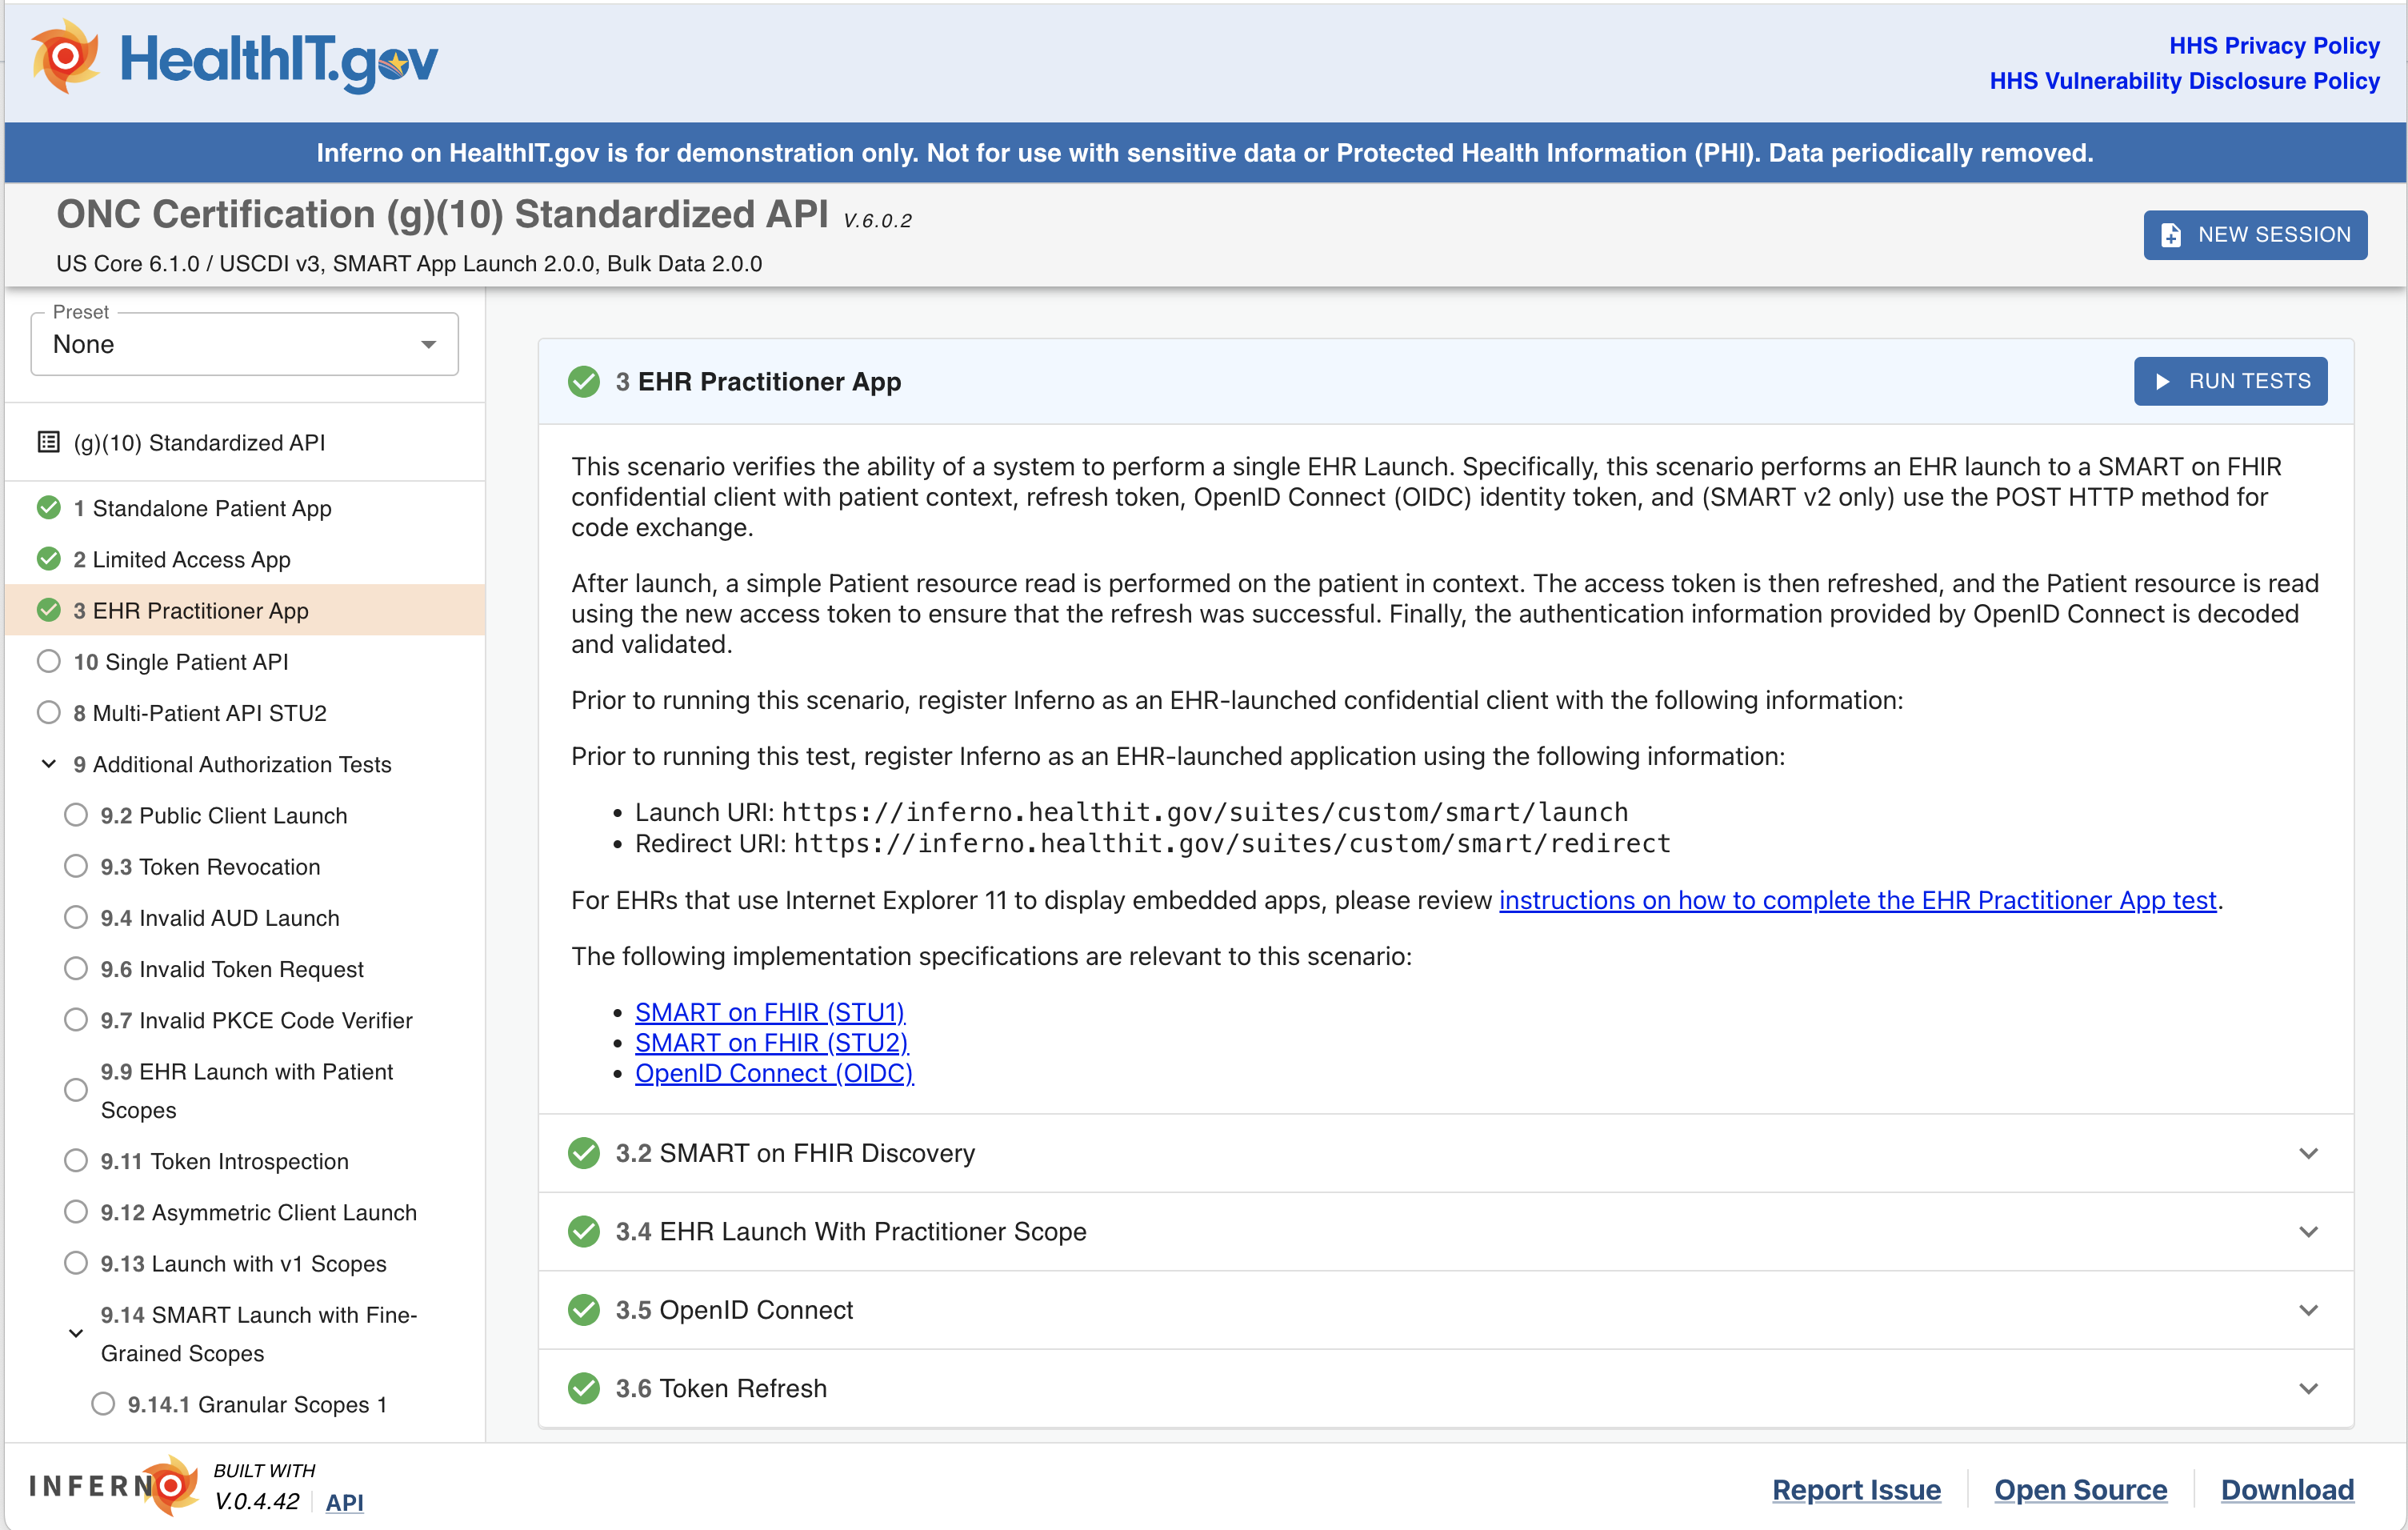 HealthIT.gov
HHS Privacy Policy
HHS Vulnerability Disclosure Policy
Inferno on HealthIT.gov is for demonstration only. Not for use with sensitive data or Protected Health Information (PHI). Data periodically removed.
ONC Certification (g)(10) Standardized API V.6.0.2
US Core 6.1.0 / USCDI v3, SMART App Launch 2.0.0, Bulk Data 2.0.0
NEW SESSION
Preset
None
(g)(10) Standardized API
1 Standalone Patient App
2 Limited Access App
3 EHR Practitioner App
10 Single Patient API
8 Multi-Patient API STU2
9 Additional Authorization Tests
9.2 Public Client Launch
9.3 Token Revocation
9.4 Invalid AUD Launch
9.6 Invalid Token Request
9.7 Invalid PKCE Code Verifier
9.9 EHR Launch with Patient
Scopes
9.11 Token Introspection
9.12 Asymmetric Client Launch
9.13 Launch with v1 Scopes
9.14 SMART Launch with Fine-
Grained Scopes
9.14.1 Granular Scopes 1
3 EHR Practitioner App
RUN TESTS
This scenario verifies the ability of a system to perform a single EHR Launch. Specifically, this scenario performs an EHR launch to a SMART on FHIR
confidential client with patient context, refresh token, OpenID Connect (OIDC) identity token, and (SMART v2 only) use the POST HTTP method for
code exchange.
After launch, a simple Patient resource read is performed on the patient in context. The access token is then refreshed, and the Patient resource is read
using the new access token to ensure that the refresh was successful. Finally, the authentication information provided by OpenID Connect is decoded
and validated.
Prior to running this scenario, register Inferno as an EHR-launched confidential client with the following information:
Prior to running this test, register Inferno as an EHR-launched application using the following information:
• Launch URI: https://inferno.healthit.gov/suites/custom/smart/launch
• Redirect URI: https://inferno.healthit.gov/suites/custom/smart/redirect
For EHRs that use Internet Explorer 11 to display embedded apps, please review instructions on how to complete the EHR Practitioner App test.
The following implementation specifications are relevant to this scenario:
• SMART on FHIR (STU1)
• SMART on FHIR (STU2)
• OpenID Connect (OIDC)
3.2 SMART on FHIR Discovery
3.4 EHR Launch With Practitioner Scope
3.5 OpenID Connect
3.6 Token Refresh
INFERNO
BUILT WITH
V.0.4.42
API
Report Issue
Open Source
Download